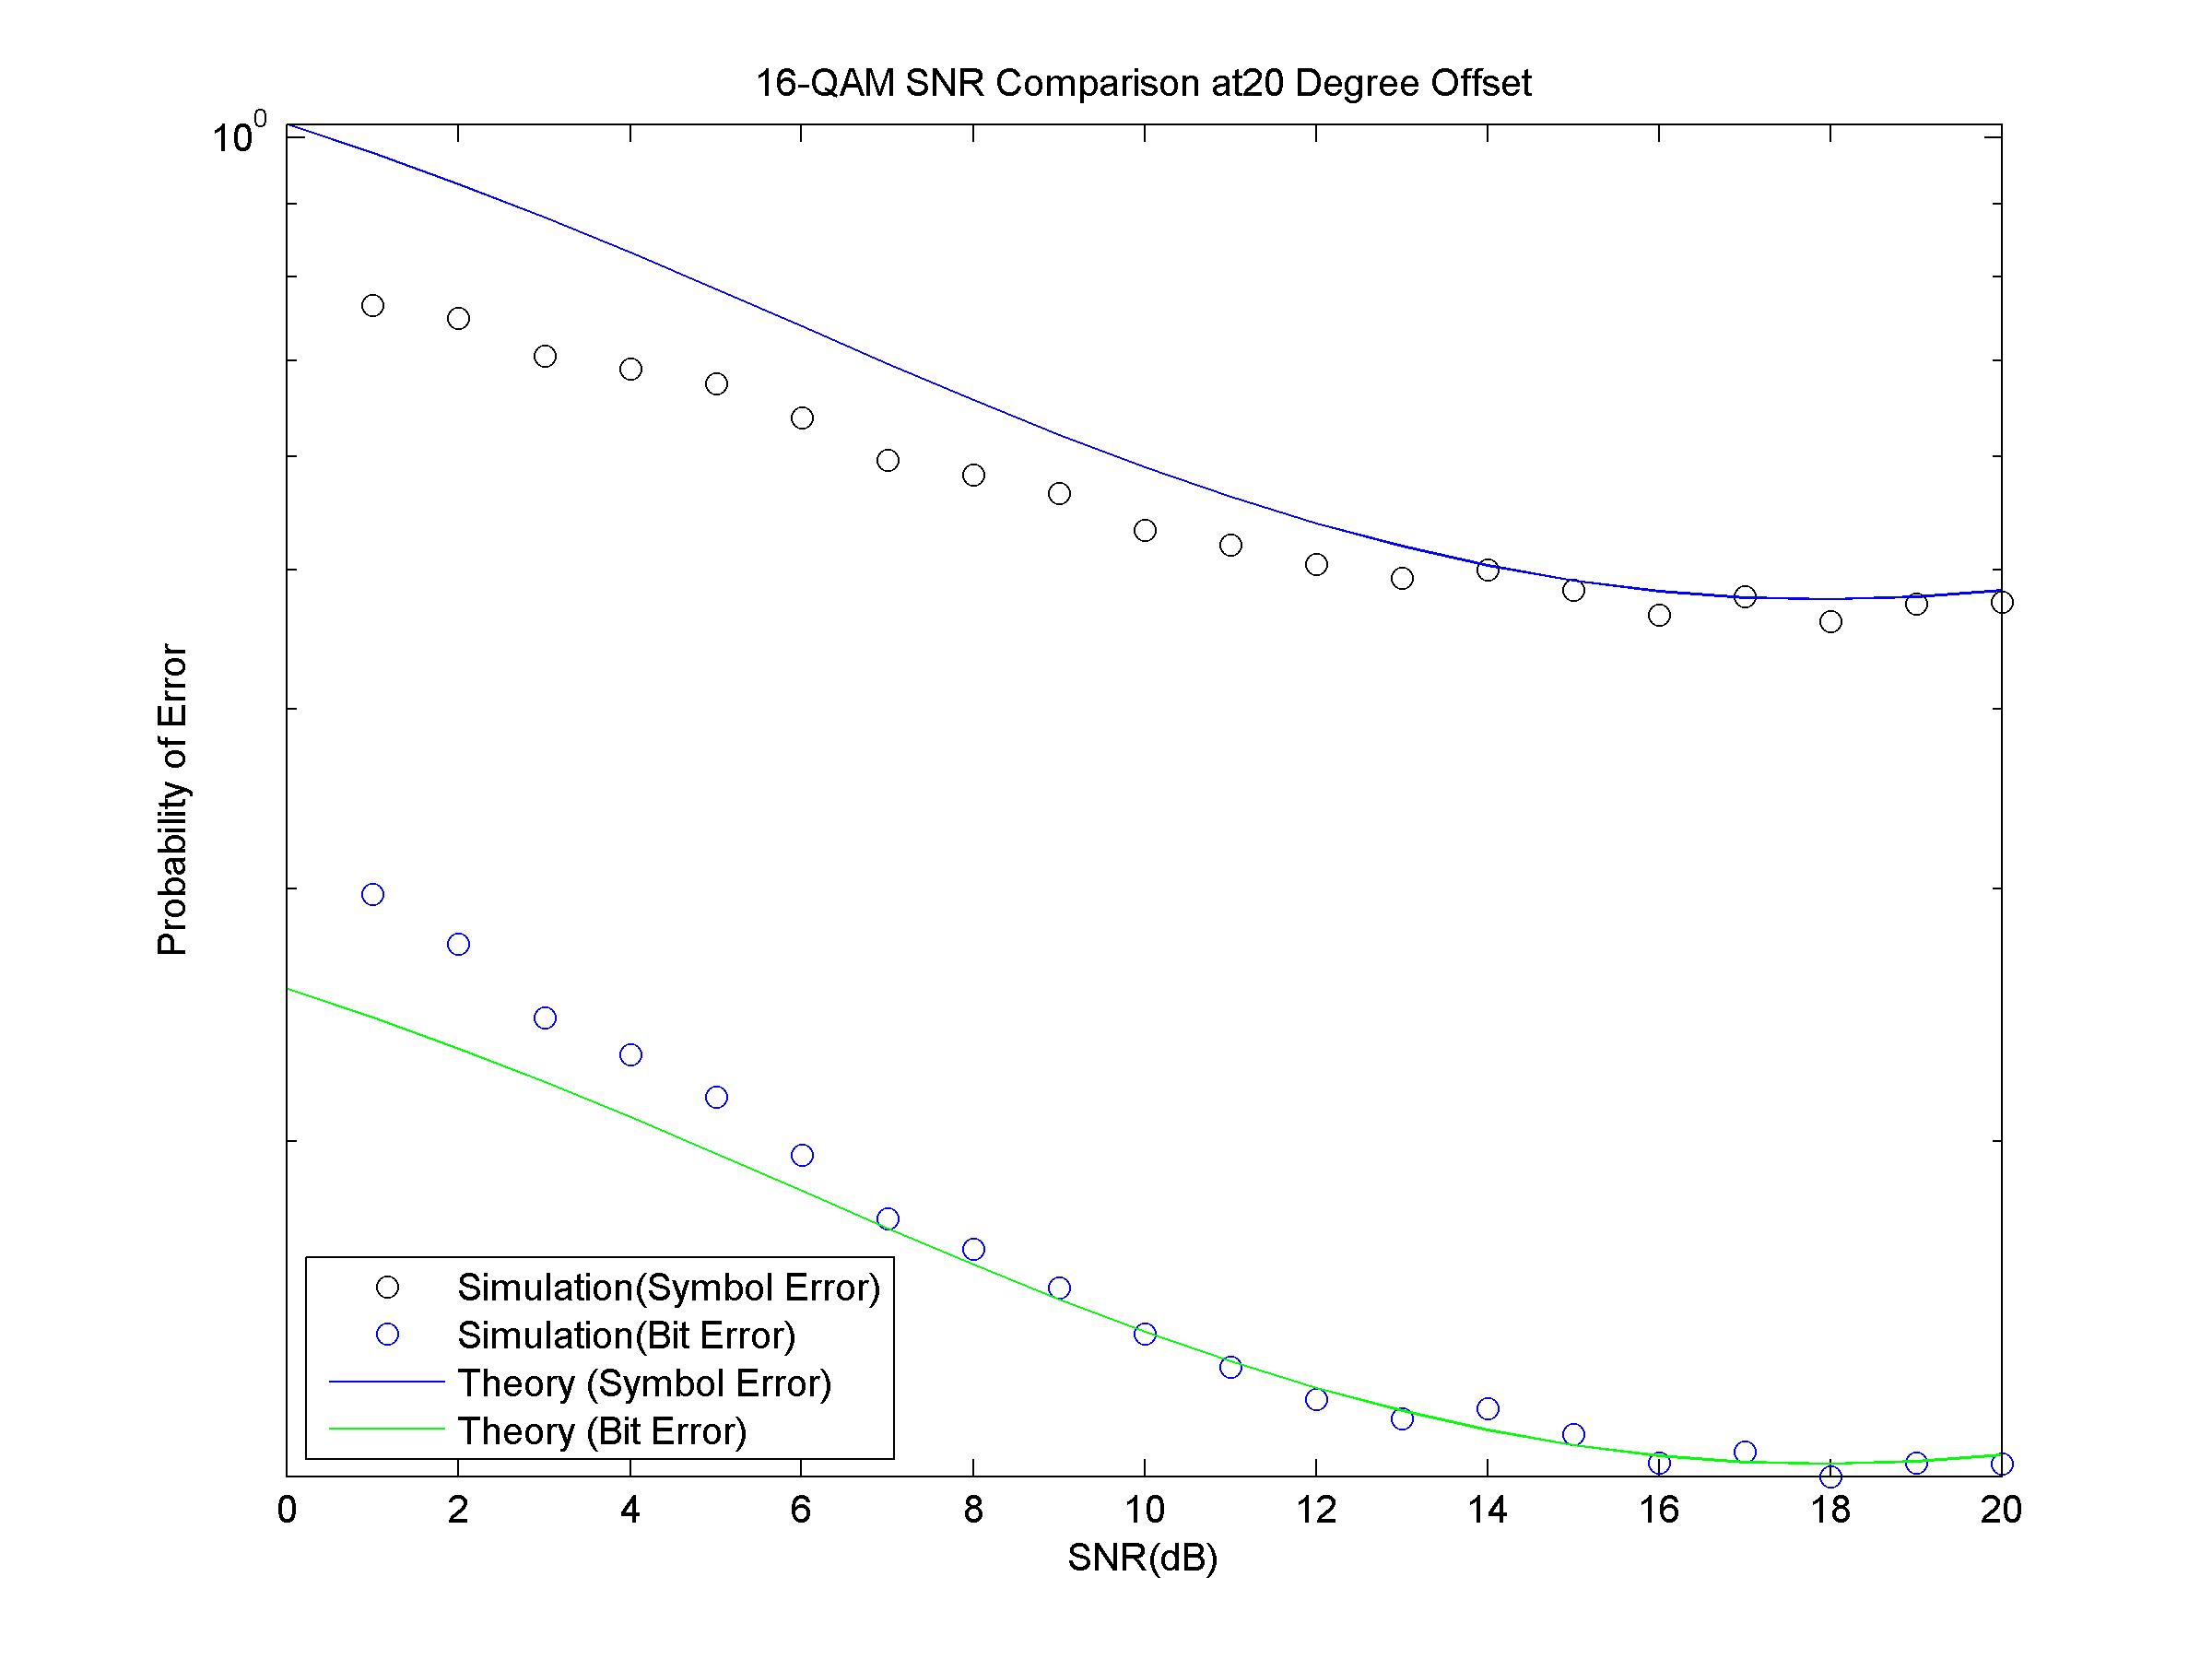 16-QAM SNR Comparison at20 Degree Offset
10^0
Probability of Error
Simulation(Symbol Error)
Simulation(Bit Error)
Theory (Symbol Error)
Theory (Bit Error)
0 2 4 6 8 10 12 14 16 18 20
SNR(dB)